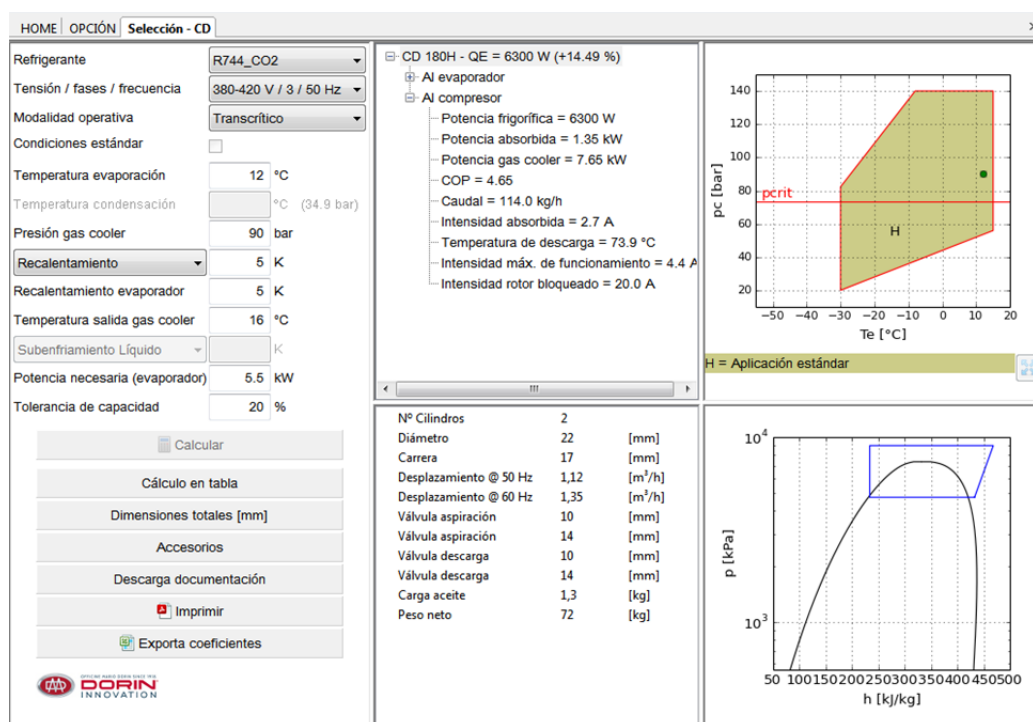 HOME OPCIÓN Selección - CD
Refrigerante R744_CO2
Tensión / fases / frecuencia 380-420 V / 3 / 50 Hz
Modalidad operativa Transcrítico
Condiciones estándar
Temperatura evaporación 12 °C
Temperatura condensación °C (34.9 bar)
Presión gas cooler 90 bar
Recalentamiento 5 K
Recalentamiento evaporador 5 K
Temperatura salida gas cooler 16 °C
Subenfriamiento Líquido K
Potencia necesaria (evaporador) 5.5 kW
Tolerancia de capacidad 20 %
Calcular
Cálculo en tabla
Dimensiones totales [mm]
Accesorios
Descarga documentación
Imprimir
Exporta coeficientes
OFFICINE MARIO DORIN SINCE 1918
DORIN
INNOVATION
CD 180H - QE = 6300 W (+14.49 %)
Al evaporador
Al compresor
Potencia frigorífica = 6300 W
Potencia absorbida = 1.35 kW
Potencia gas cooler = 7.65 kW
COP = 4.65
Caudal = 114.0 kg/h
Intensidad absorbida = 2.7 A
Temperatura de descarga = 73.9 °C
Intensidad máx. de funcionamiento = 4.4 A
Intensidad rotor bloqueado = 20.0 A
Nº Cilindros 2
Diámetro 22 [mm]
Carrera 17 [mm]
Desplazamiento @ 50 Hz 1,12 [m³/h]
Desplazamiento @ 60 Hz 1,35 [m³/h]
Válvula aspiración 10 [mm]
Válvula aspiración 14 [mm]
Válvula descarga 10 [mm]
Válvula descarga 14 [mm]
Carga aceite 1,3 [kg]
Peso neto 72 [kg]
pc [bar]
140
120
100
80
60
40
20
pcrit
H
−50 −40 −30 −20 −10 0 10 20
Te [°C]
H = Aplicación estándar
p [kPa]
10⁴
10³
50 100150200250300350400450500
h [kJ/kg]